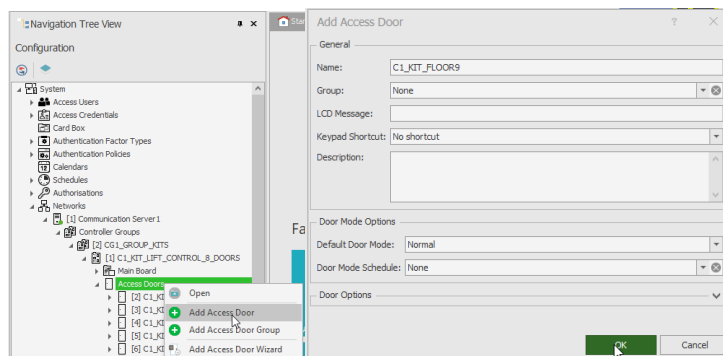 Navigation Tree View
Configuration
System
Access Users
Access Credentials
Card Box
Authentication Factor Types
Authentication Policies
Calendars
Schedules
Authorisations
Networks
[1] Communication Server1
Controller Groups
[2] CG1_GROUP_KITS
[1] C1_KIT_LIFT_CONTROL_8_DOORS
Main Board
Access Doors
[2] C1_KI
[3] C1_KI
[4] C1_KI
[5] C1_KI
[6] C1_KI
Open
Add Access Door
Add Access Door Group
Add Access Door Wizard
Star
Fa
Add Access Door
? ×
General
Name: C1_KIT_FLOOR9
Group: None
LCD Message:
Keypad Shortcut: No shortcut
Description:
Door Mode Options
Default Door Mode: Normal
Door Mode Schedule: None
Door Options
OK Cancel